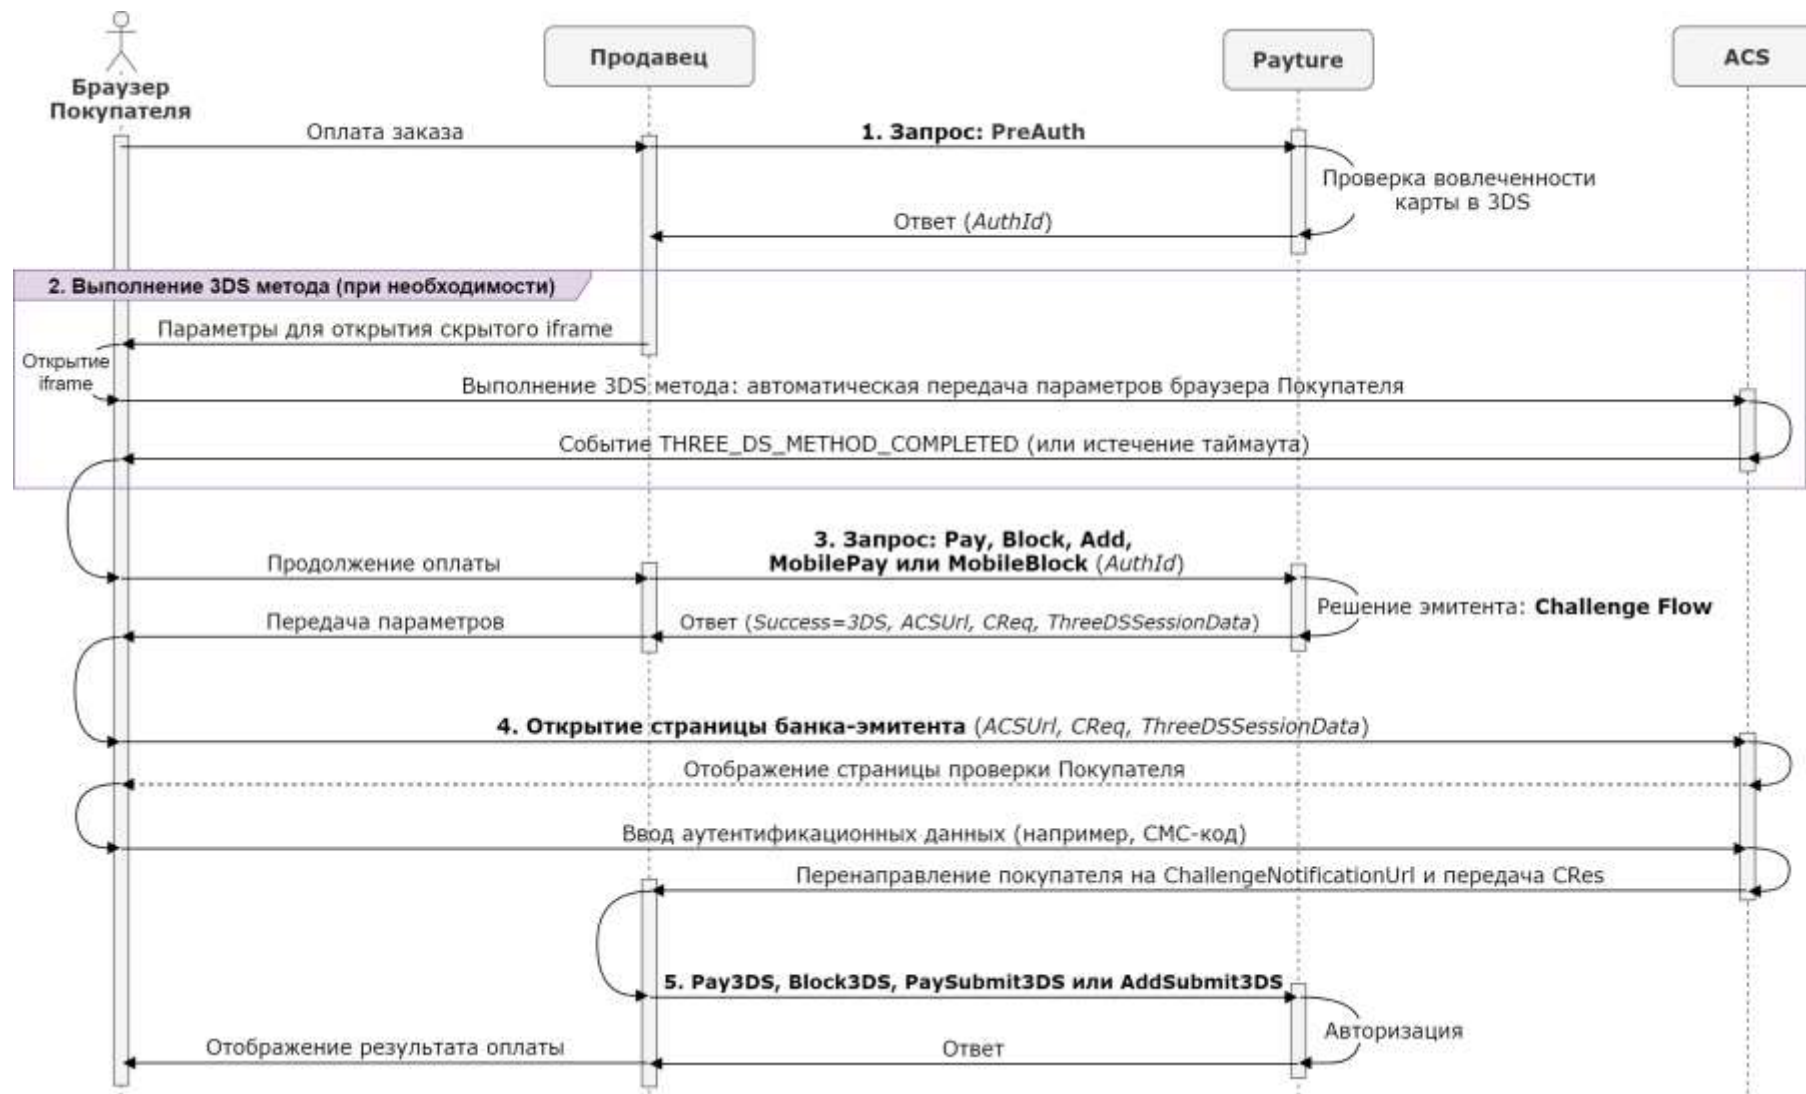 Браузер
Покупателя
Продавец
Payture
ACS
Оплата заказа
1. Запрос: PreAuth
Проверка вовлеченности
карты в 3DS
Ответ (AuthId)
2. Выполнение 3DS метода (при необходимости)
Параметры для открытия скрытого iframe
Открытие
iframe
Выполнение 3DS метода: автоматическая передача параметров браузера Покупателя
Событие THREE_DS_METHOD_COMPLETED (или истечение таймаута)
3. Запрос: Pay, Block, Add,
MobilePay или MobileBlock (AuthId)
Продолжение оплаты
Решение эмитента: Challenge Flow
Передача параметров
Ответ (Success=3DS, ACSUrl, CReq, ThreeDSSessionData)
4. Открытие страницы банка-эмитента (ACSUrl, CReq, ThreeDSSessionData)
Отображение страницы проверки Покупателя
Ввод аутентификационных данных (например, СМС-код)
Перенаправление покупателя на ChallengeNotificationUrl и передача CRes
5. Pay3DS, Block3DS, PaySubmit3DS или AddSubmit3DS
Авторизация
Отображение результата оплаты
Ответ